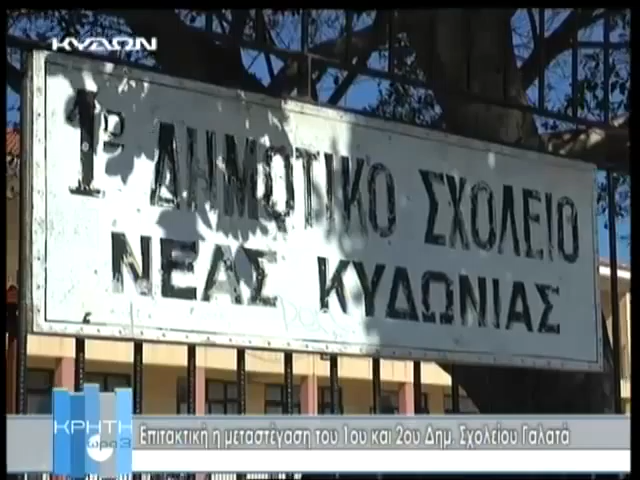 ΚΥΔΩΝ
1ο ΔΗΜΟΤΙΚΟ ΣΧΟΛΕΙΟ
ΝΕΑΣ ΚΥΔΩΝΙΑΣ
ΚΡΗΤΗ
ώρα 3
Επιτακτική η μεταστέγαση του 1ου και 2ου Δημ. Σχολείου Γαλατά